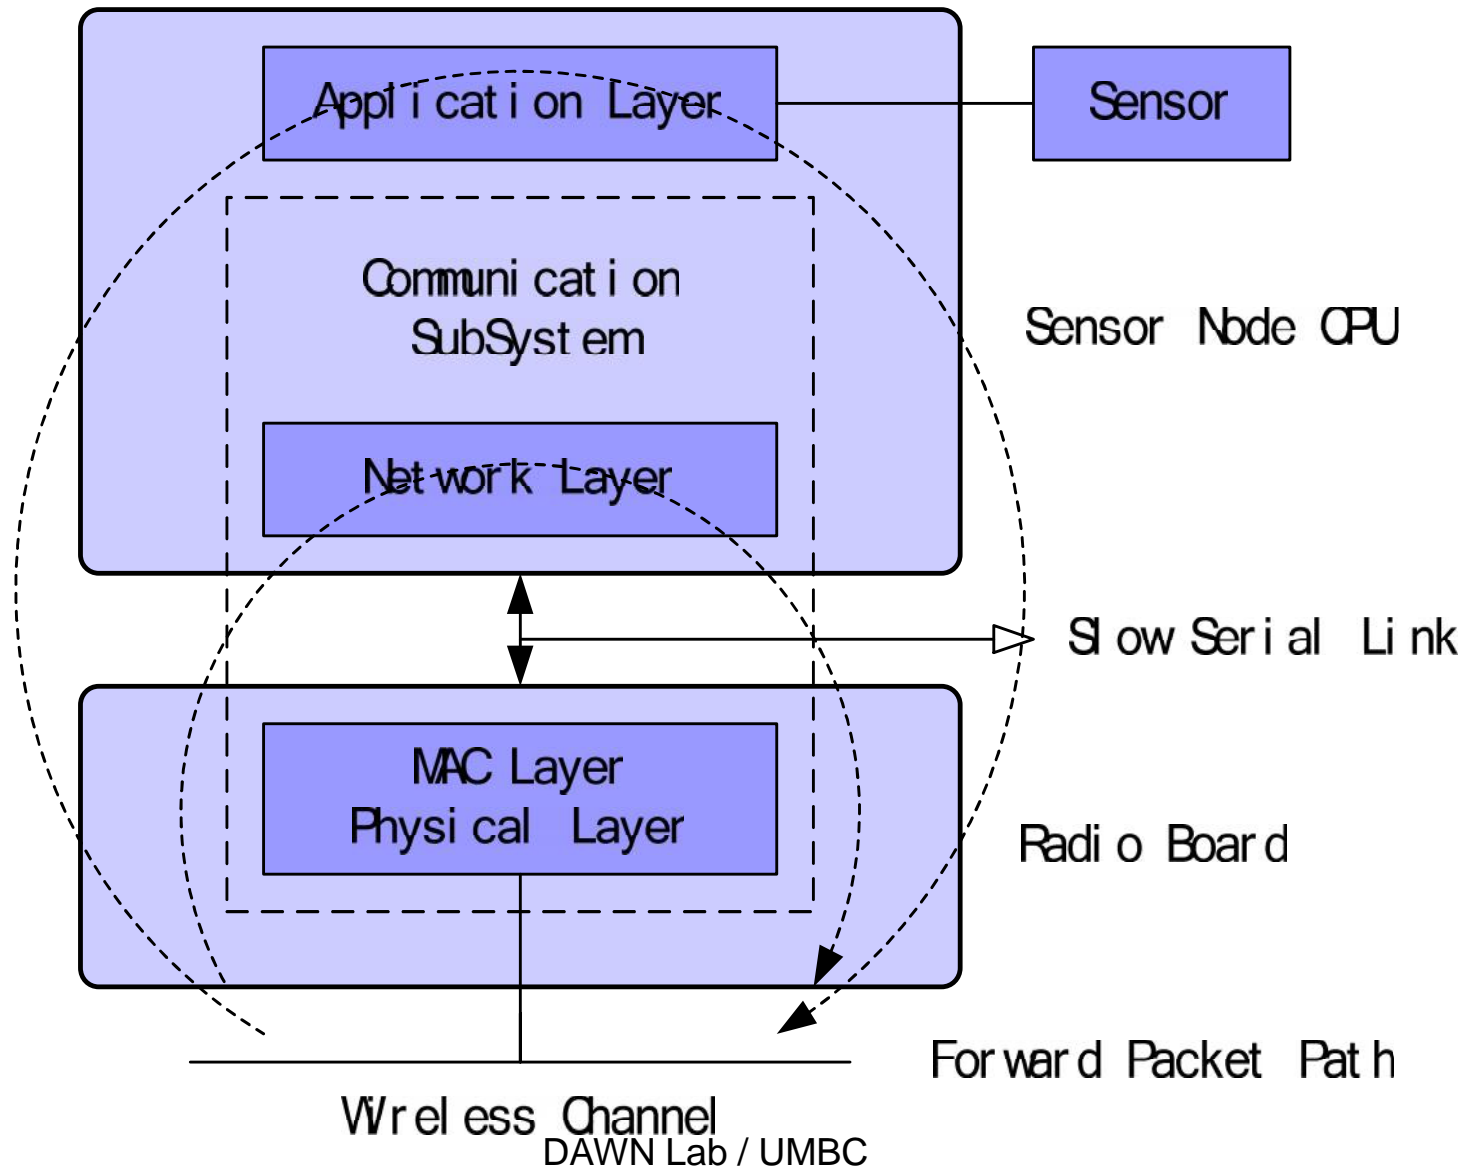 Application Layer
Sensor
Communication
SubSystem
Sensor Node CPU
Network Layer
Slow Serial Link
MAC Layer
Physical Layer
Radio Board
Forward Packet Path
Wireless Channel
DAWN Lab / UMBC